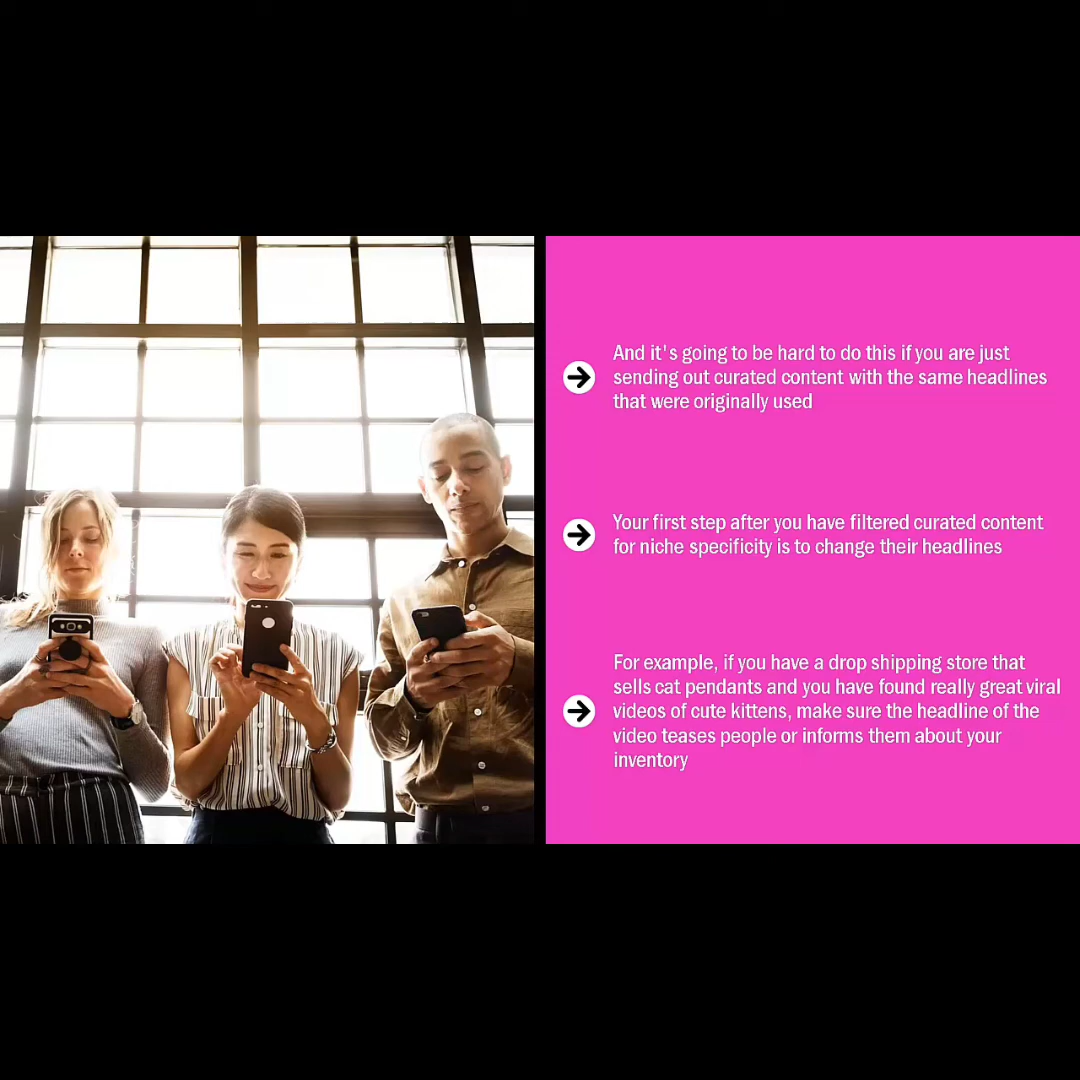 And it's going to be hard to do this if you are just
sending out curated content with the same headlines
that were originally used
Your first step after you have filtered curated content
for niche specificity is to change their headlines
For example, if you have a drop shipping store that
sells cat pendants and you have found really great viral
videos of cute kittens, make sure the headline of the
video teases people or informs them about your
inventory